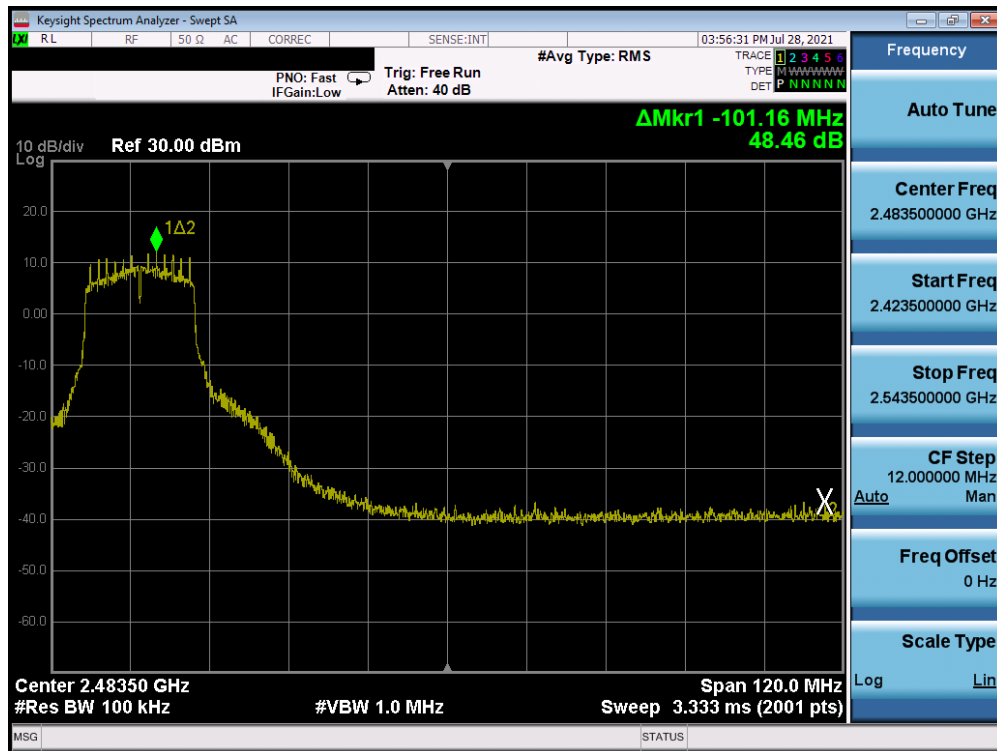 Keysight Spectrum Analyzer - Swept SA
LXI RL RF 50 Ω AC CORREC SENSE:INT 03:56:31 PM Jul 28, 2021
#Avg Type: RMS TRACE 1 2 3 4 5 6
PNO: Fast Trig: Free Run TYPE M W W W W W
IFGain:Low Atten: 40 dB DET P N N N N N
ΔMkr1 -101.16 MHz
48.46 dB
10 dB/div Ref 30.00 dBm
Log
1Δ2
20.0
10.0
0.00
-10.0
-20.0
-30.0
-40.0
-50.0
-60.0
Center 2.48350 GHz Span 120.0 MHz
#Res BW 100 kHz #VBW 1.0 MHz Sweep 3.333 ms (2001 pts)
MSG STATUS
Frequency
Auto Tune
Center Freq
2.483500000 GHz
Start Freq
2.423500000 GHz
Stop Freq
2.543500000 GHz
CF Step
12.000000 MHz
Auto Man
Freq Offset
0 Hz
Scale Type
Log Lin